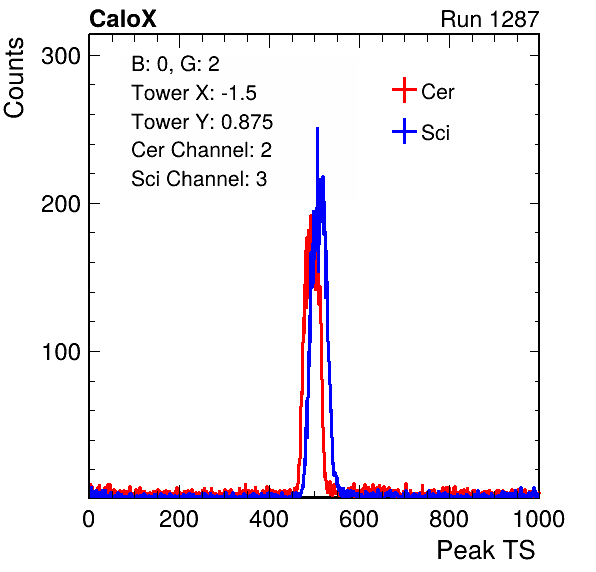 CaloX
Run 1287
Counts
300
200
100
B: 0, G: 2
Tower X: -1.5
Tower Y: 0.875
Cer Channel: 2
Sci Channel: 3
Cer
Sci
0 200 400 600 800 1000
Peak TS